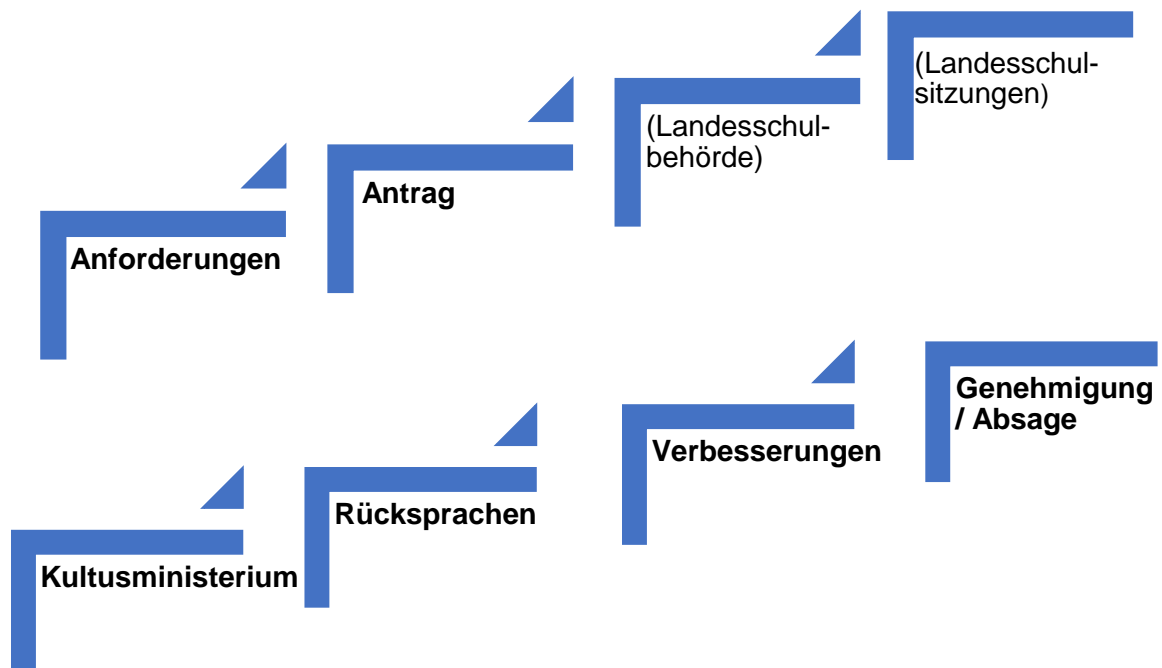 Anforderungen
Antrag
(Landesschul-
behörde)
(Landesschul-
sitzungen)
Kultusministerium
Rücksprachen
Verbesserungen
Genehmigung
/ Absage